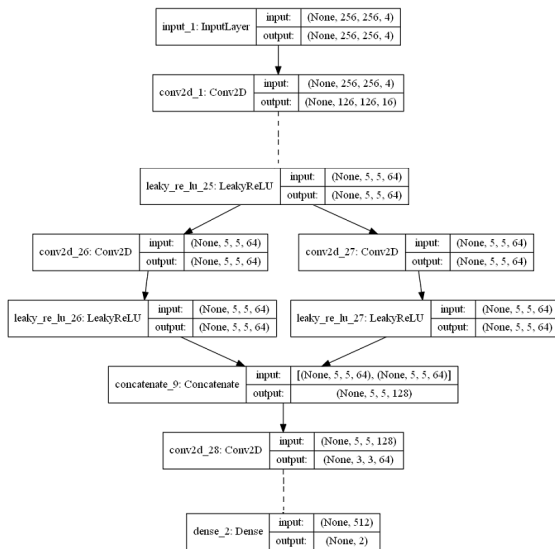 input_1: InputLayer
input: (None, 256, 256, 4)
output: (None, 256, 256, 4)
conv2d_1: Conv2D
input: (None, 256, 256, 4)
output: (None, 126, 126, 16)
leaky_re_lu_25: LeakyReLU
input: (None, 5, 5, 64)
output: (None, 5, 5, 64)
conv2d_26: Conv2D
input: (None, 5, 5, 64)
output: (None, 5, 5, 64)
conv2d_27: Conv2D
input: (None, 5, 5, 64)
output: (None, 5, 5, 64)
leaky_re_lu_26: LeakyReLU
input: (None, 5, 5, 64)
output: (None, 5, 5, 64)
leaky_re_lu_27: LeakyReLU
input: (None, 5, 5, 64)
output: (None, 5, 5, 64)
concatenate_9: Concatenate
input: [(None, 5, 5, 64), (None, 5, 5, 64)]
output: (None, 5, 5, 128)
conv2d_28: Conv2D
input: (None, 5, 5, 128)
output: (None, 3, 3, 64)
dense_2: Dense
input: (None, 512)
output: (None, 2)